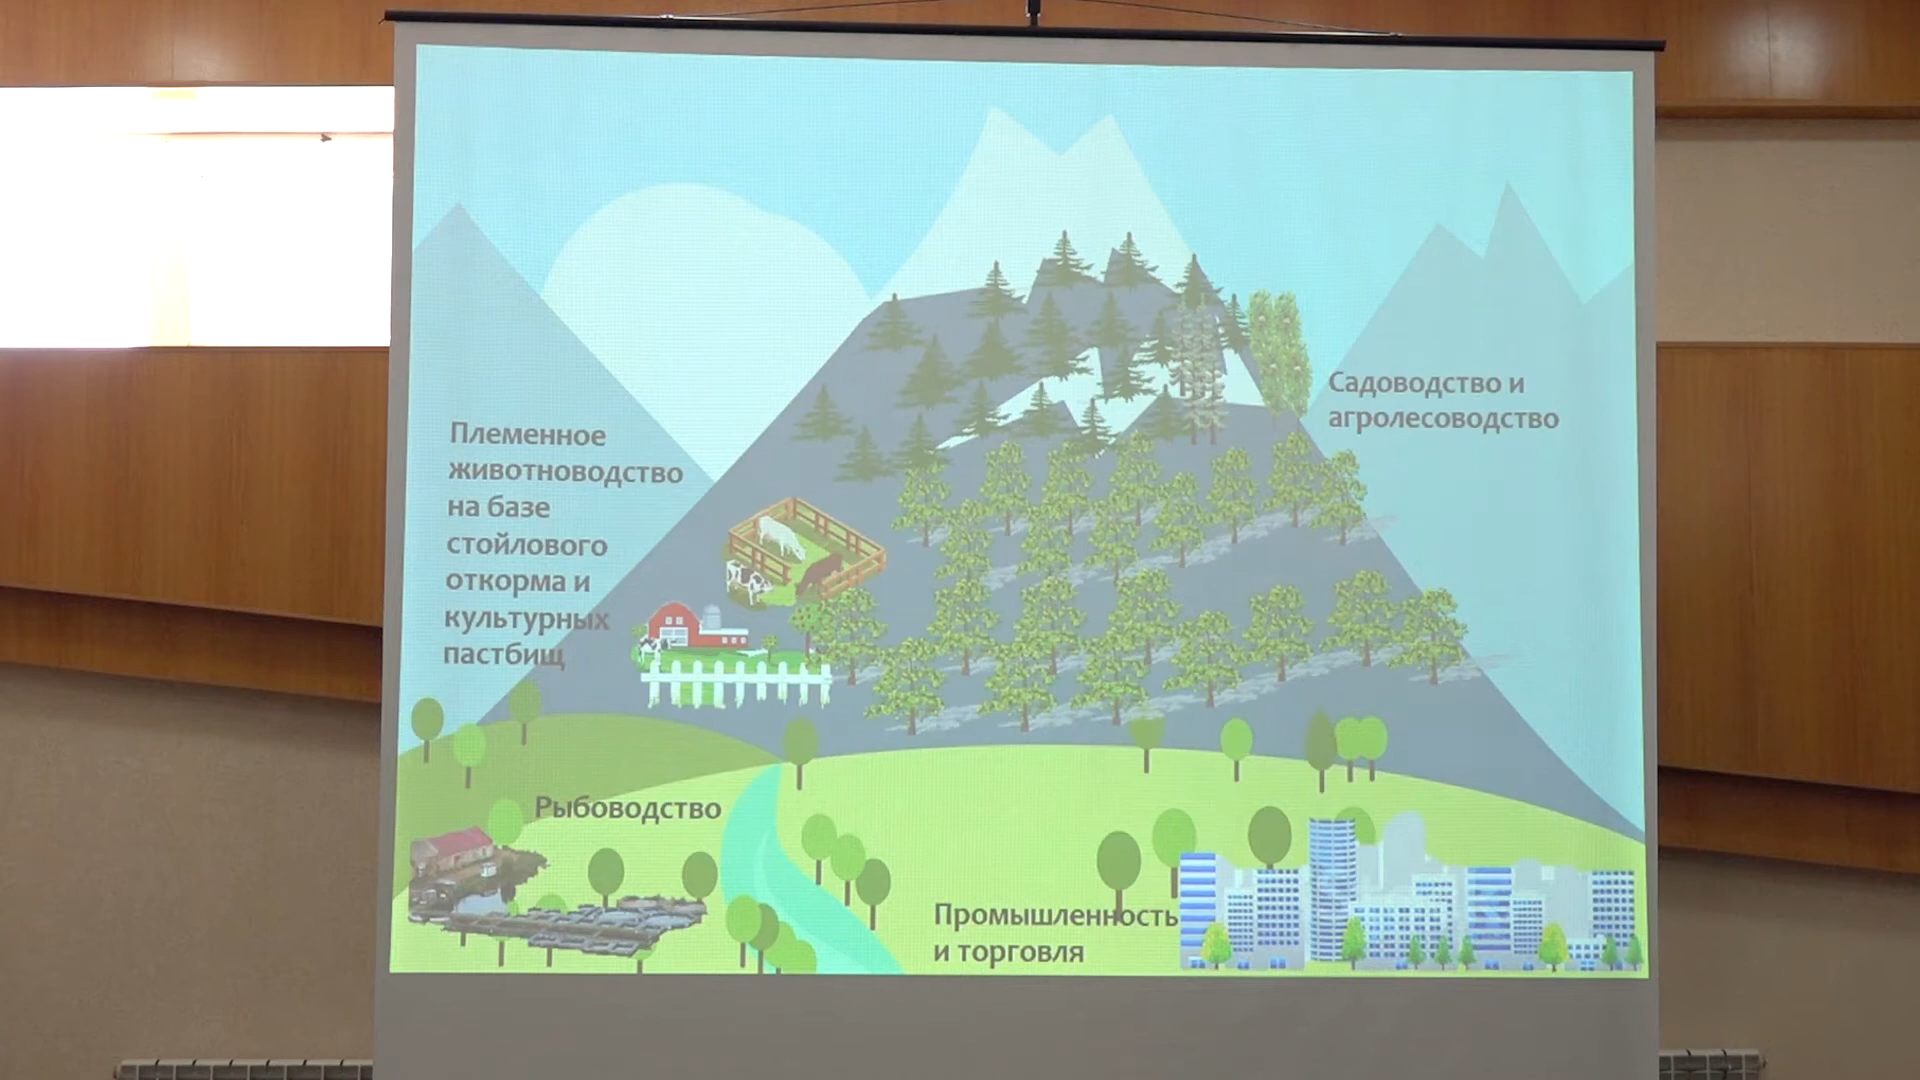 Садоводство и
агролесоводство
Племенное
животноводство
на базе
стойлового
откорма и
культурных
пастбищ
Рыбоводство
Промышленность
и торговля